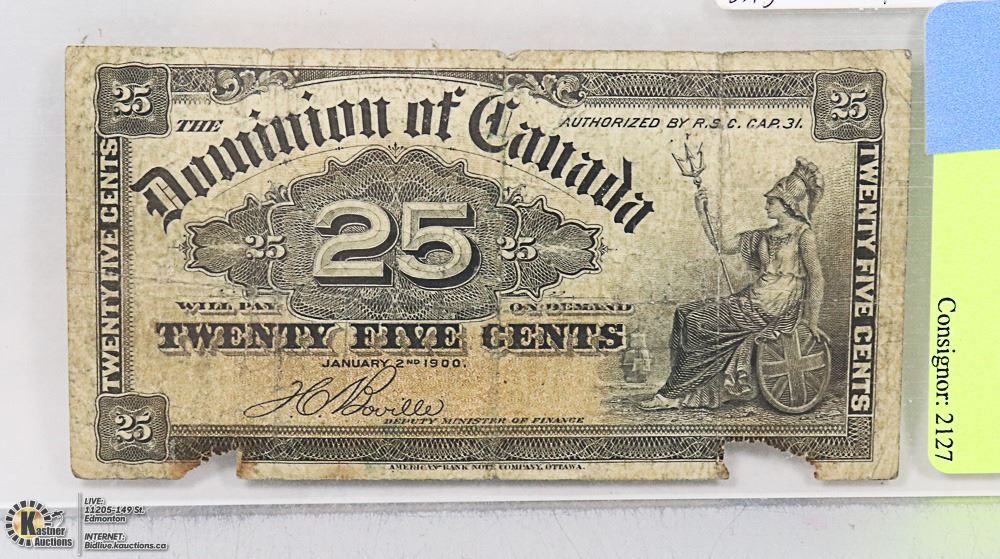 25
25
THE
Dominion of Canada
AUTHORIZED BY R.S.C. CAP. 31.
TWENTY FIVE CENTS
TWENTY FIVE CENTS
25
25
25
WILL PAY
ON DEMAND
TWENTY FIVE CENTS
JANUARY 2ND 1900.
H C Boville
DEPUTY MINISTER OF FINANCE
25
25
AMERICAN BANK NOTE COMPANY, OTTAWA.
Consignor: 2127
Kastner
Auctions
LIVE:
11205-149 St.
Edmonton
INTERNET:
Bidlive.kauctions.ca